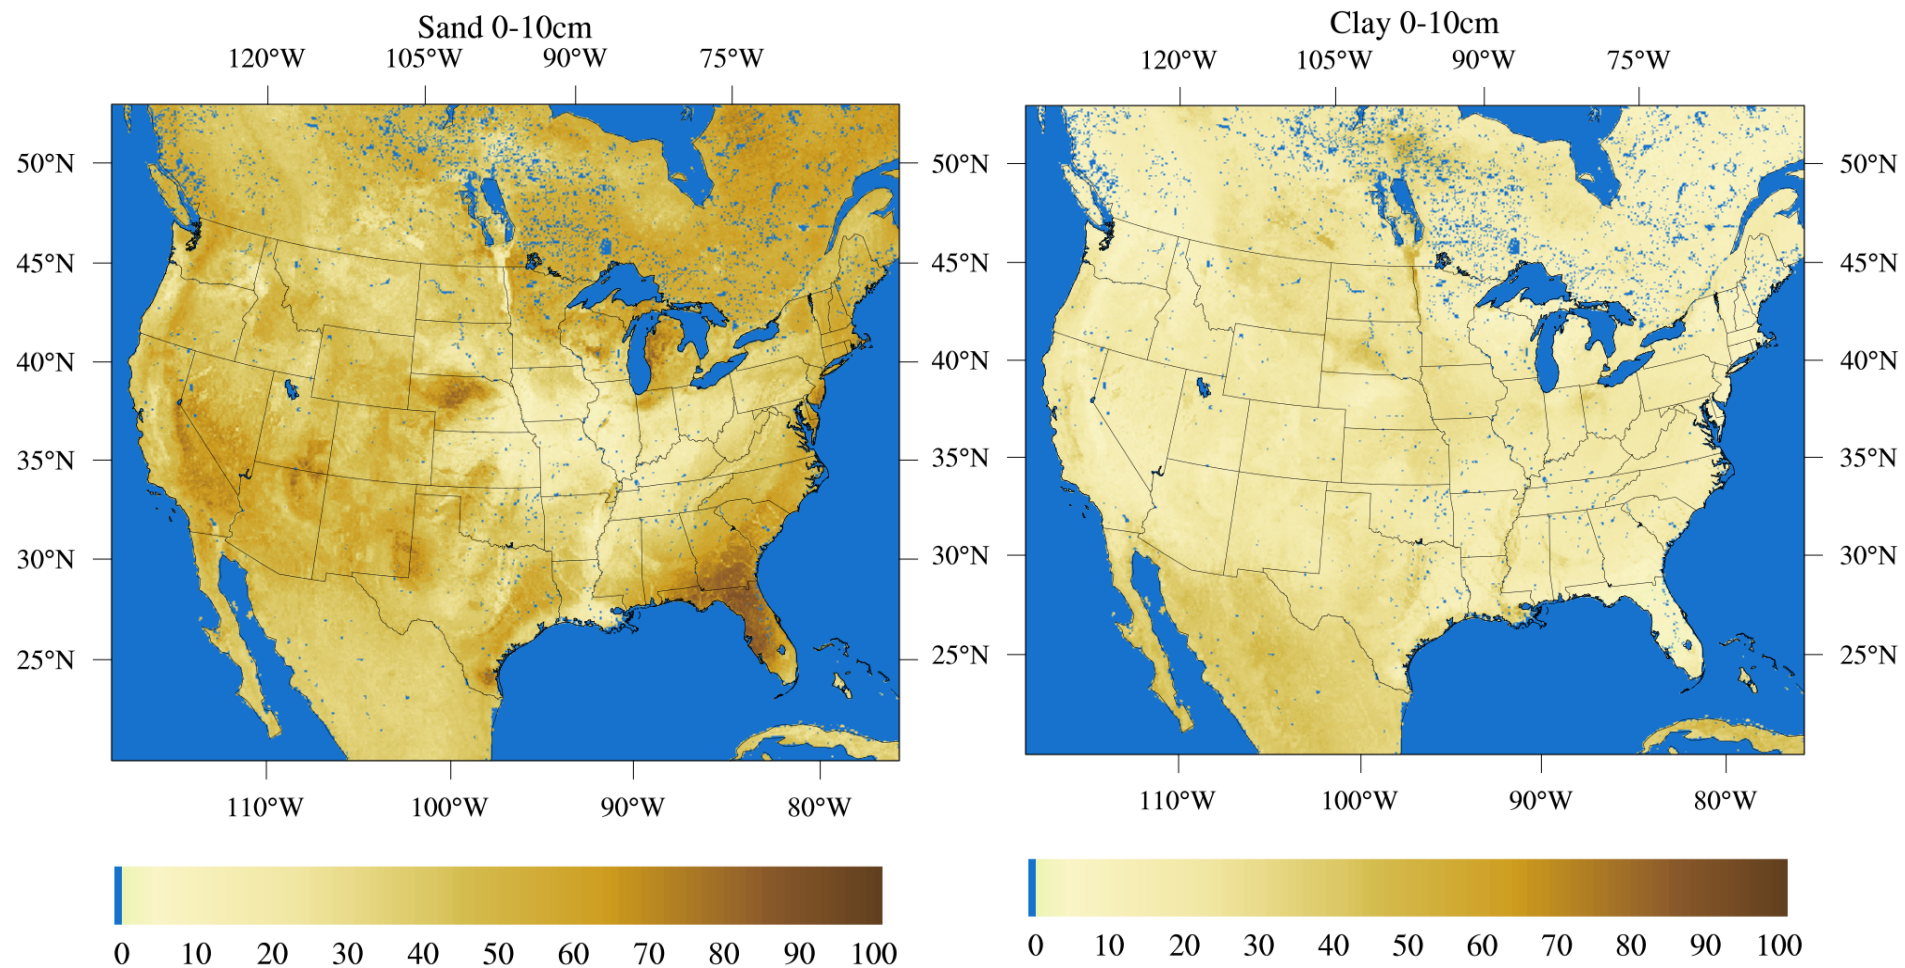 Sand 0-10cm
120°W 105°W 90°W 75°W
50°N 50°N
45°N 45°N
40°N 40°N
35°N 35°N
30°N 30°N
25°N 25°N
110°W 100°W 90°W 80°W
0 10 20 30 40 50 60 70 80 90 100
Clay 0-10cm
120°W 105°W 90°W 75°W
50°N
45°N
40°N
35°N
30°N
25°N
110°W 100°W 90°W 80°W
0 10 20 30 40 50 60 70 80 90 100